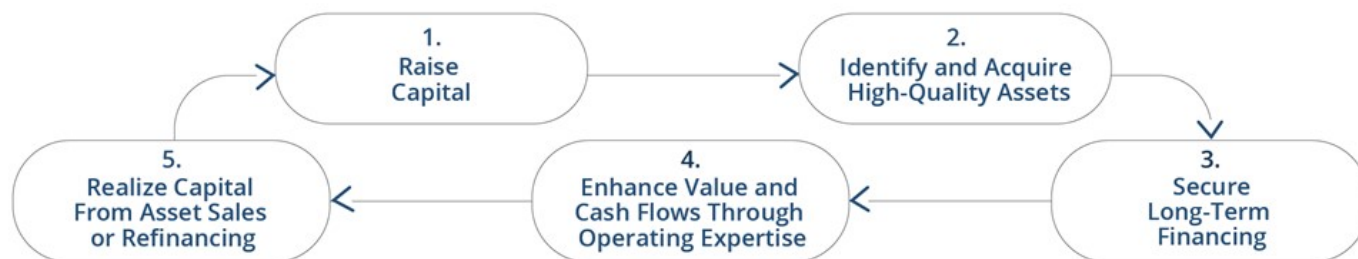 1.
Raise
Capital
2.
Identify and Acquire
High-Quality Assets
3.
Secure
Long-Term
Financing
4.
Enhance Value and
Cash Flows Through
Operating Expertise
5.
Realize Capital
From Asset Sales
or Refinancing